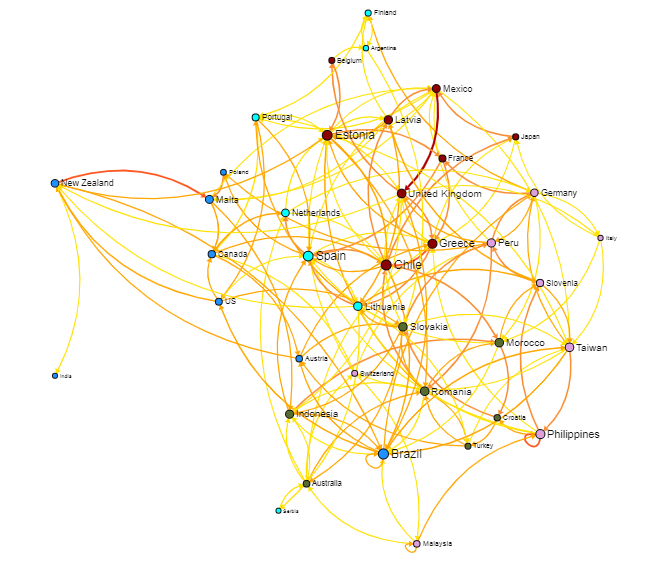 Finland
Argentina
Belgium
Mexico
Portugal
Latvia
Estonia
Japan
France
Poland
New Zealand
Germany
United Kingdom
Malta
Netherlands
Italy
Greece
Peru
Canada
Spain
Chile
Slovenia
US
Lithuania
Slovakia
Morocco
Taiwan
Austria
Switzerland
India
Romania
Indonesia
Croatia
Philippines
Turkey
Brazil
Australia
Serbia
Malaysia